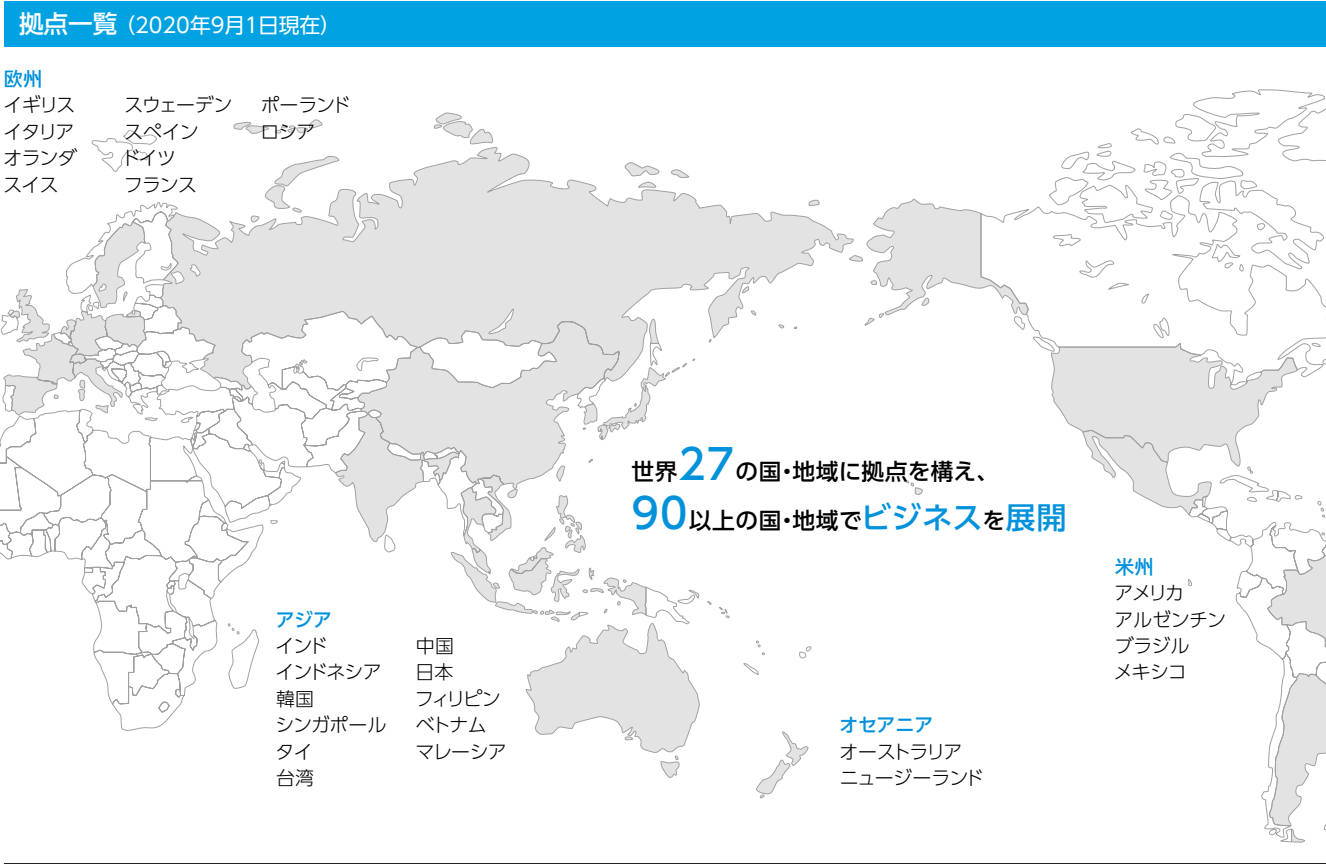 拠点一覧（2020年9月1日現在）
欧州
イギリス スウェーデン ポーランド
イタリア スペイン ロシア
オランダ ドイツ
スイス フランス
世界27の国・地域に拠点を構え、
90以上の国・地域でビジネスを展開
アジア
インド 中国
インドネシア 日本
韓国 フィリピン
シンガポール ベトナム
タイ マレーシア
台湾
オセアニア
オーストラリア
ニュージーランド
米州
アメリカ
アルゼンチン
ブラジル
メキシコ